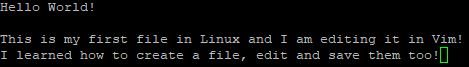 Hello World!

This is my first file in Linux and I am editing it in Vim!
I learned how to create a file, edit and save them too!